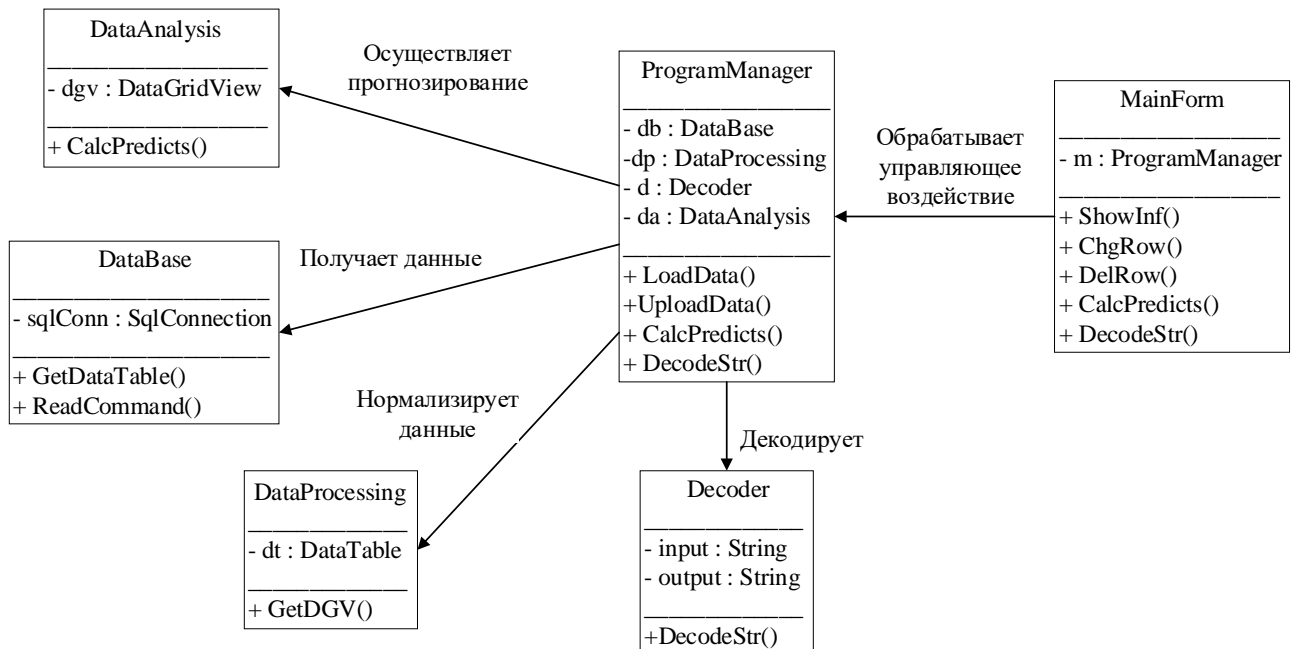 DataAnalysis
- dgv : DataGridView
+ CalcPredicts()
Осуществляет
прогнозирование
ProgramManager
- db : DataBase
-dp : DataProcessing
- d : Decoder
- da : DataAnalysis
+ LoadData()
+UploadData()
+ CalcPredicts()
+ DecodeStr()
Обрабатывает
управляющее
воздействие
MainForm
- m : ProgramManager
+ ShowInf()
+ ChgRow()
+ DelRow()
+ CalcPredicts()
+ DecodeStr()
DataBase
- sqlConn : SqlConnection
+ GetDataTable()
+ ReadCommand()
Получает данные
Нормализирует
данные
Декодирует
DataProcessing
- dt : DataTable
+ GetDGV()
Decoder
- input : String
- output : String
+DecodeStr()